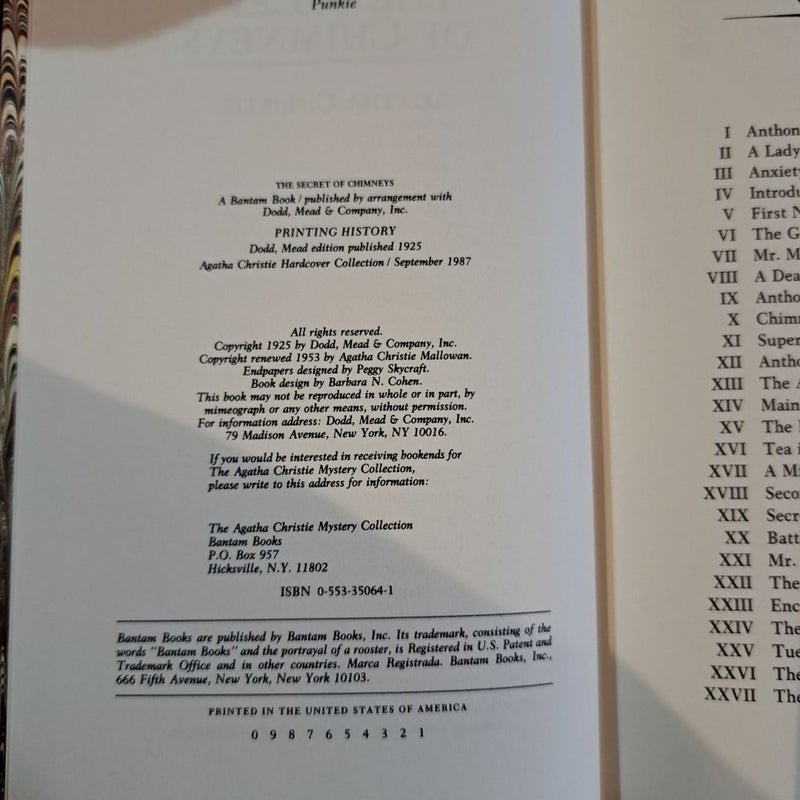 Punkie
THE SECRET OF CHIMNEYS
A Bantam Book / published by arrangement with
Dodd, Mead & Company, Inc.
PRINTING HISTORY
Dodd, Mead edition published 1925
Agatha Christie Hardcover Collection / September 1987
All rights reserved.
Copyright 1925 by Dodd, Mead & Company, Inc.
Copyright renewed 1953 by Agatha Christie Mallowan.
Endpapers designed by Peggy Skycraft.
Book design by Barbara N. Cohen.
This book may not be reproduced in whole or in part, by
mimeograph or any other means, without permission.
For information address: Dodd, Mead & Company, Inc.
79 Madison Avenue, New York, NY 10016.
If you would be interested in receiving bookends for
The Agatha Christie Mystery Collection,
please write to this address for information:
The Agatha Christie Mystery Collection
Bantam Books
P.O. Box 957
Hicksville, N.Y. 11802
ISBN 0-553-35064-1
Bantam Books are published by Bantam Books, Inc. Its trademark, consisting of the
words "Bantam Books" and the portrayal of a rooster, is Registered in U.S. Patent and
Trademark Office and in other countries. Marca Registrada. Bantam Books, Inc.,
666 Fifth Avenue, New York, New York 10103.
PRINTED IN THE UNITED STATES OF AMERICA
0 9 8 7 6 5 4 3 2 1
I Anthon
II A Lady
III Anxiety
IV Introdu
V First N
VI The G
VII Mr. M
VIII A Dea
IX Antho
X Chimn
XI Super
XII Antho
XIII The A
XIV Main
XV The
XVI Tea i
XVII A Mi
XVIII Seco
XIX Secr
XX Batt
XXI Mr.
XXII The
XXIII Enc
XXIV The
XXV Tue
XXVI The
XXVII The